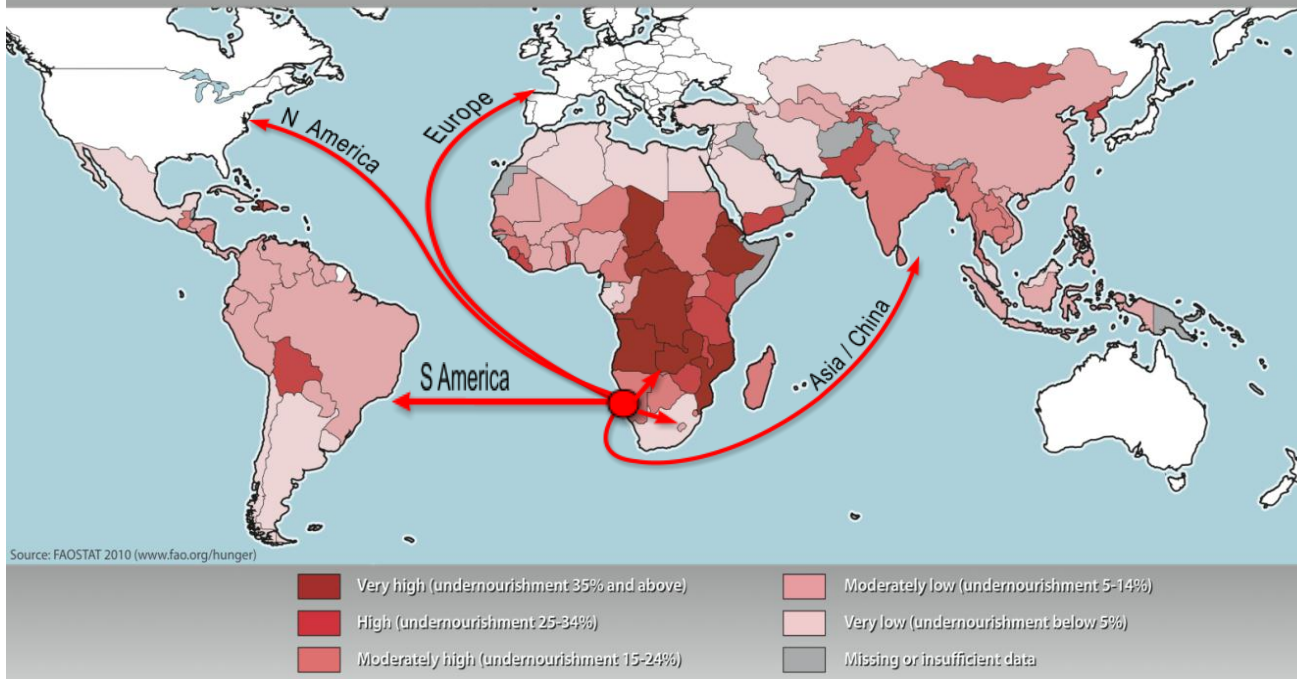 N America
Europe
S America
Asia / China
Source: FAOSTAT 2010 (www.fao.org/hunger)
Very high (undernourishment 35% and above)
High (undernourishment 25-34%)
Moderately high (undernourishment 15-24%)
Moderately low (undernourishment 5-14%)
Very low (undernourishment below 5%)
Missing or insufficient data